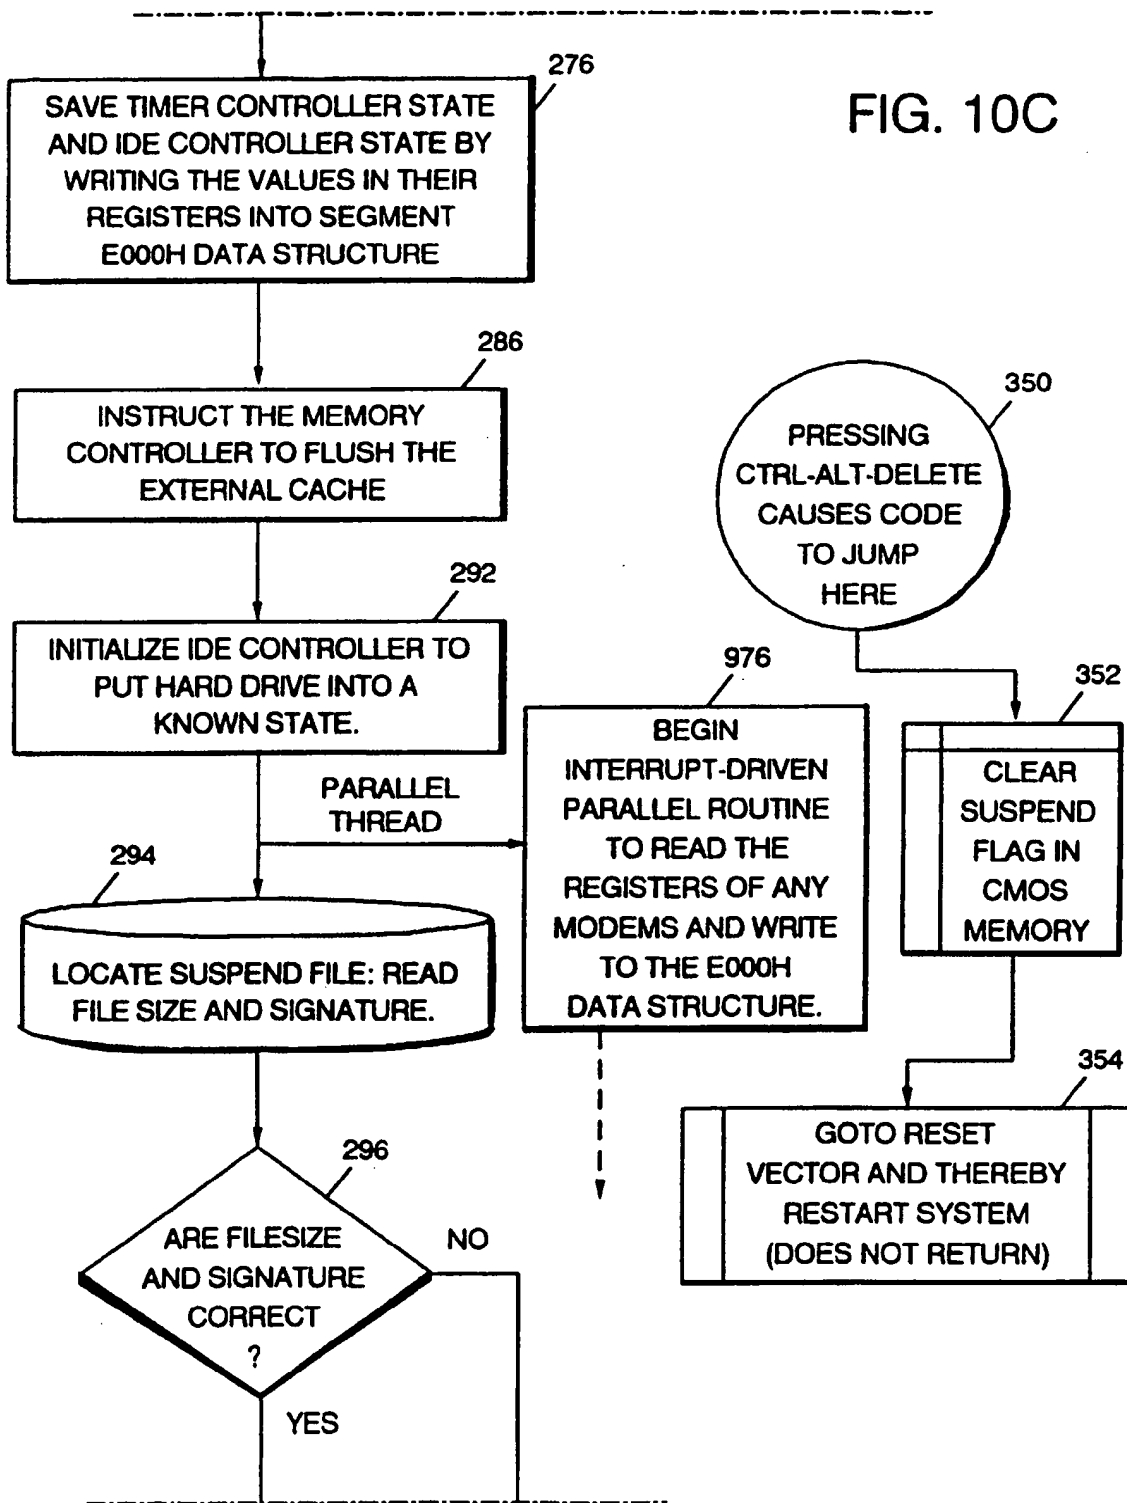 FIG. 10C
276
SAVE TIMER CONTROLLER STATE
AND IDE CONTROLLER STATE BY
WRITING THE VALUES IN THEIR
REGISTERS INTO SEGMENT
E000H DATA STRUCTURE
286
INSTRUCT THE MEMORY
CONTROLLER TO FLUSH THE
EXTERNAL CACHE
292
INITIALIZE IDE CONTROLLER TO
PUT HARD DRIVE INTO A
KNOWN STATE.
PARALLEL
THREAD
976
BEGIN
INTERRUPT-DRIVEN
PARALLEL ROUTINE
TO READ THE
REGISTERS OF ANY
MODEMS AND WRITE
TO THE E000H
DATA STRUCTURE.
294
LOCATE SUSPEND FILE: READ
FILE SIZE AND SIGNATURE.
296
ARE FILESIZE
AND SIGNATURE
CORRECT
?
NO
YES
350
PRESSING
CTRL-ALT-DELETE
CAUSES CODE
TO JUMP
HERE
352
CLEAR
SUSPEND
FLAG IN
CMOS
MEMORY
354
GOTO RESET
VECTOR AND THEREBY
RESTART SYSTEM
(DOES NOT RETURN)